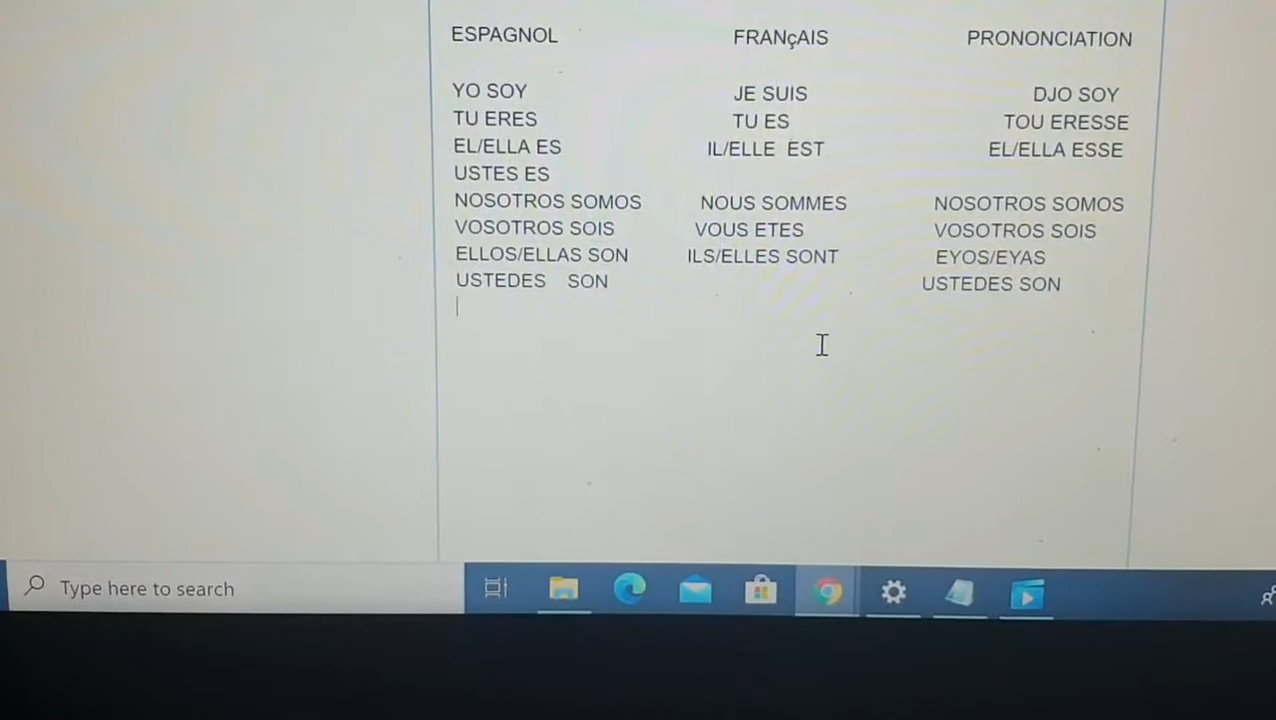 ESPAGNOL FRANçAIS PRONONCIATION
YO SOY JE SUIS DJO SOY
TU ERES TU ES TOU ERESSE
EL/ELLA ES IL/ELLE EST EL/ELLA ESSE
USTES ES
NOSOTROS SOMOS NOUS SOMMES NOSOTROS SOMOS
VOSOTROS SOIS VOUS ETES VOSOTROS SOIS
ELLOS/ELLAS SON ILS/ELLES SONT EYOS/EYAS
USTEDES SON USTEDES SON
Type here to search